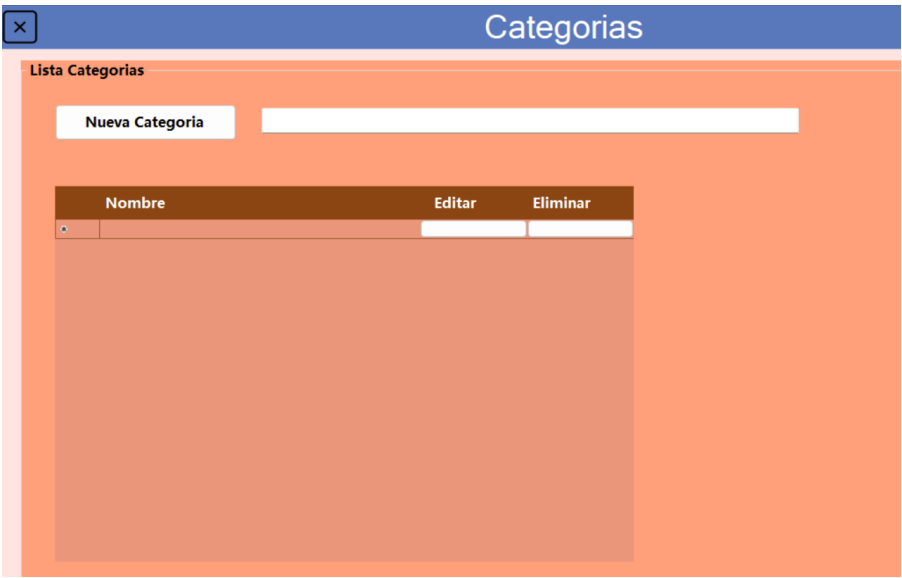 Categorias
Lista Categorias
Nueva Categoria
Nombre Editar Eliminar